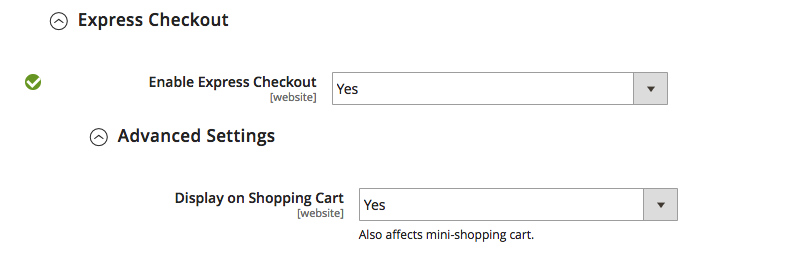 Express Checkout
Enable Express Checkout
[website]
Yes
Advanced Settings
Display on Shopping Cart
[website]
Yes
Also affects mini-shopping cart.